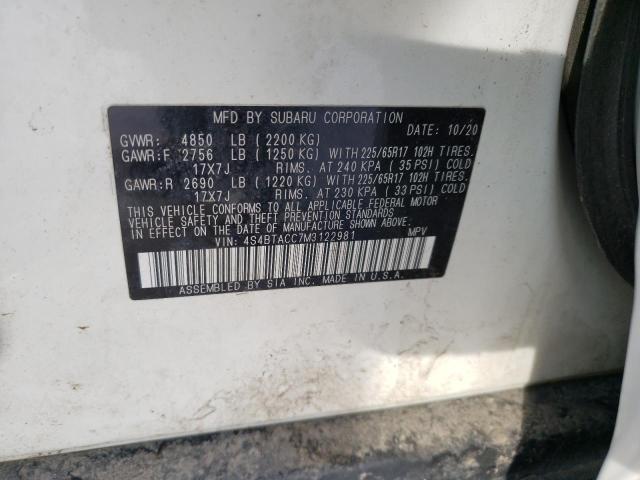 MFD BY SUBARU CORPORATION
DATE: 10/20
GVWR: 4850 LB (2200 KG)
GAWR:F 2756 LB (1250 KG) WITH 225/65R17 102H TIRES.
17X7J RIMS. AT 240 KPA (35 PSI) COLD
GAWR:R 2690 LB (1220 KG) WITH 225/65R17 102H TIRES.
17X7J RIMS. AT 230 KPA (33 PSI) COLD
THIS VEHICLE CONFORMS TO ALL APPLICABLE FEDERAL MOTOR
VEHICLE SAFETY, BUMPER, AND THEFT PREVENTION STANDARDS
IN EFFECT ON THE DATE OF MANUFACTURE SHOWN ABOVE.
VIN: 4S4BTACC7M3122981 MPV
ASSEMBLED BY SIA INC. MADE IN U.S.A.